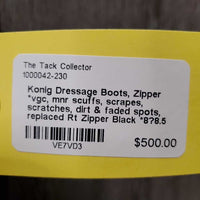 The Tack Collector
1000042-230
Konig Dressage Boots, Zipper
*vgc, mnr scuffs, scrapes,
scratches, dirt & faded spots,
replaced Rt Zipper Black *8?8.5
$500.00
VE7VD3